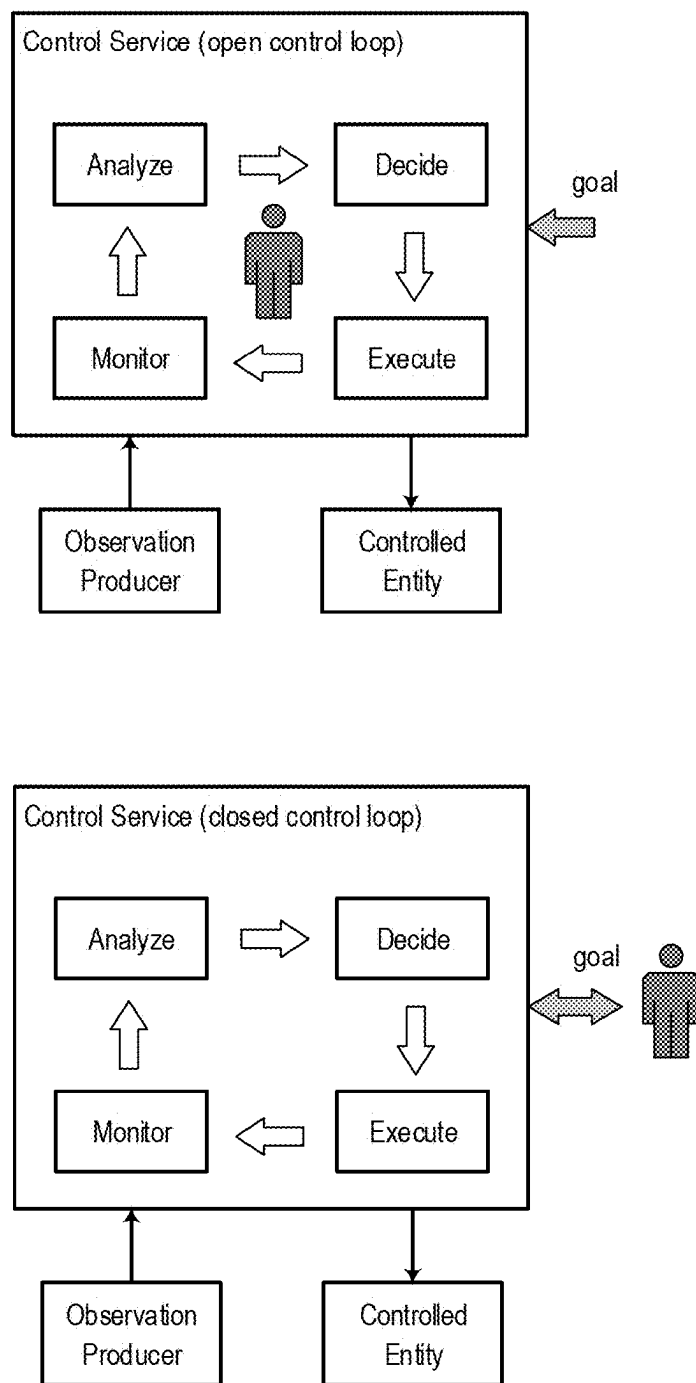 Control Service (open control loop)
Analyze
Decide
goal
Monitor
Execute
Observation
Producer
Controlled
Entity
Control Service (closed control loop)
Analyze
Decide
goal
Monitor
Execute
Observation
Producer
Controlled
Entity